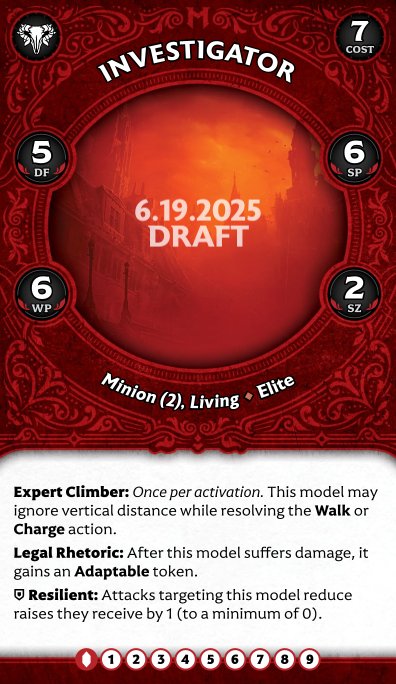 7
COST
INVESTIGATOR
5
DF
6
SP
6.19.2025
DRAFT
6
WP
2
SZ
Minion (2), Living ♦ Elite
Expert Climber: Once per activation. This model may
ignore vertical distance while resolving the Walk or
Charge action.
Legal Rhetoric: After this model suffers damage, it
gains an Adaptable token.
Resilient: Attacks targeting this model reduce
raises they receive by 1 (to a minimum of 0).
1 2 3 4 5 6 7 8 9